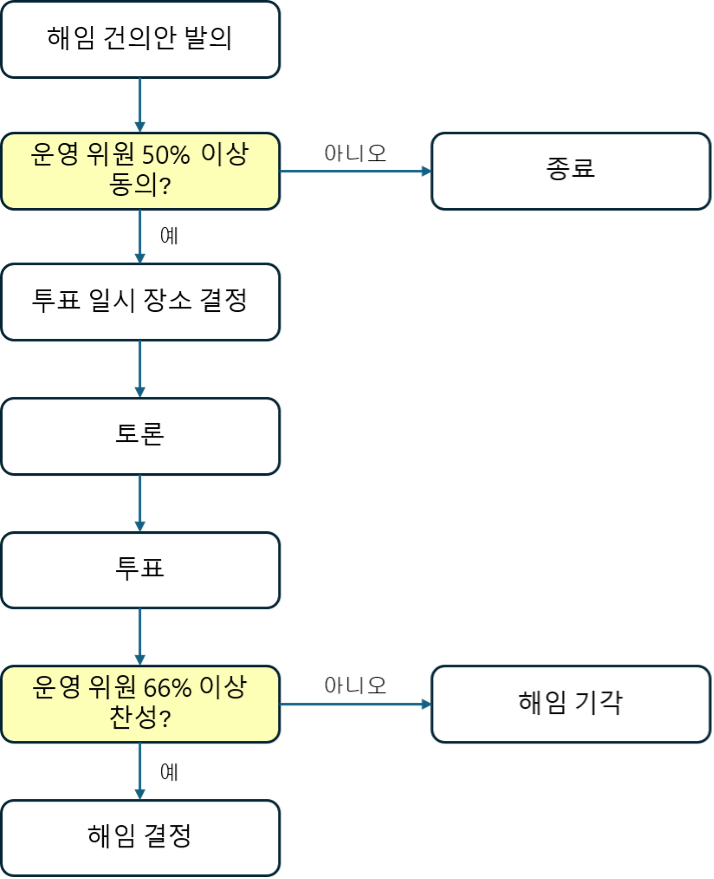 해임 건의안 발의
운영 위원 50% 이상
동의?
아니오
종료
예
투표 일시 장소 결정
토론
투표
운영 위원 66% 이상
찬성?
아니오
해임 기각
예
해임 결정